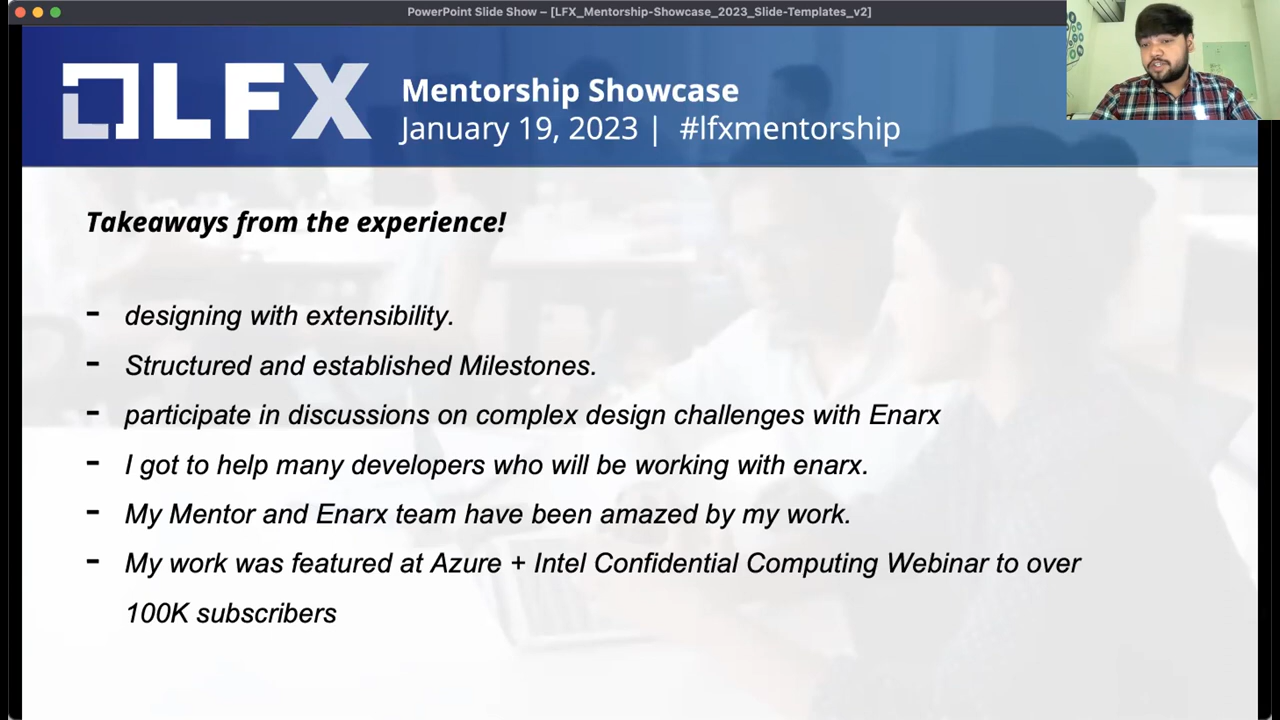 PowerPoint Slide Show – [LFX_Mentorship-Showcase_2023_Slide-Templates_v2]
LFX
Mentorship Showcase
January 19, 2023 | #lfxmentorship
Takeaways from the experience!
- designing with extensibility.
- Structured and established Milestones.
- participate in discussions on complex design challenges with Enarx
- I got to help many developers who will be working with enarx.
- My Mentor and Enarx team have been amazed by my work.
- My work was featured at Azure + Intel Confidential Computing Webinar to over
100K subscribers